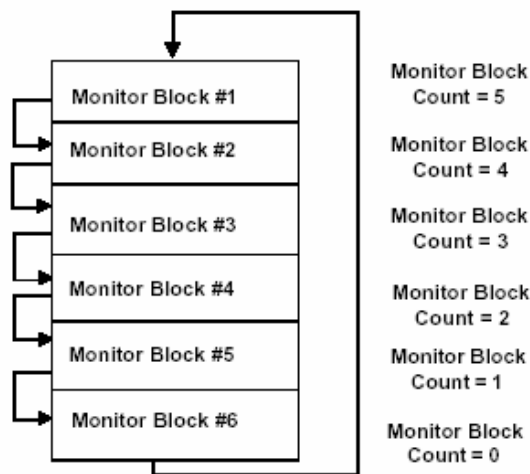 Monitor Block #1
Monitor Block
Count = 5
Monitor Block #2
Monitor Block
Count = 4
Monitor Block #3
Monitor Block
Count = 3
Monitor Block #4
Monitor Block
Count = 2
Monitor Block #5
Monitor Block
Count = 1
Monitor Block #6
Monitor Block
Count = 0